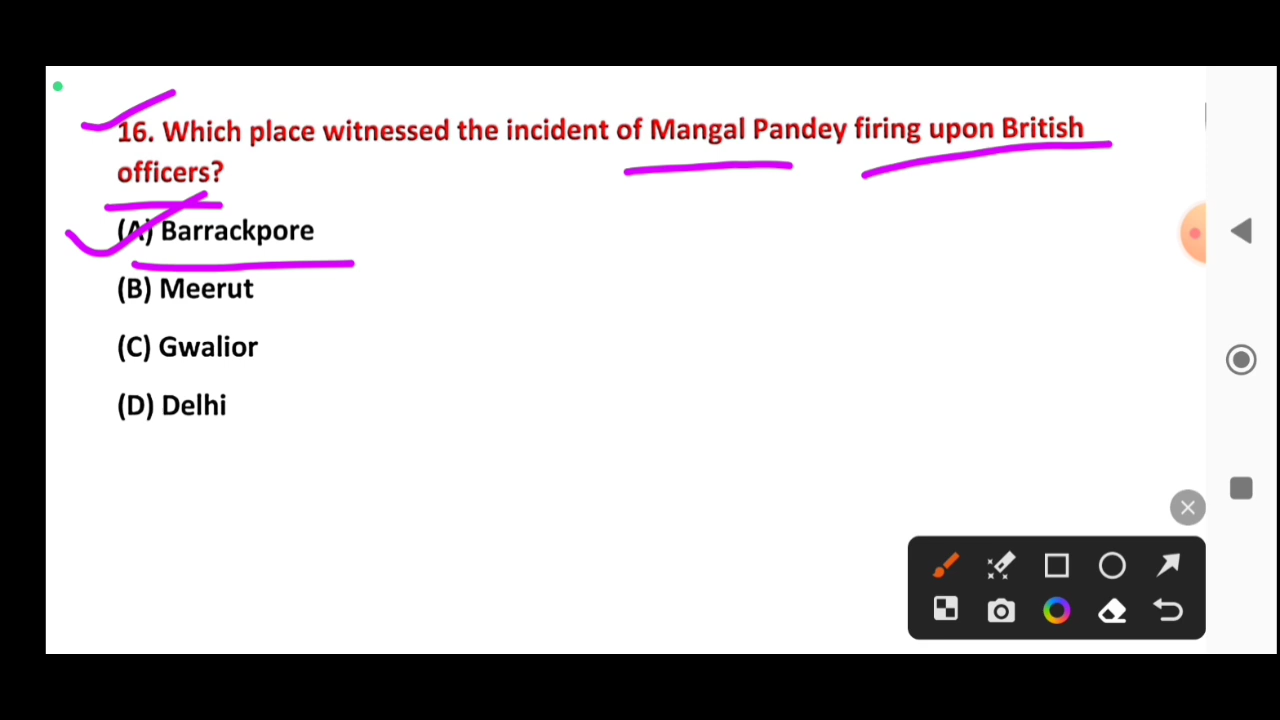 16. Which place witnessed the incident of Mangal Pandey firing upon British
officers?
(A) Barrackpore
(B) Meerut
(C) Gwalior
(D) Delhi